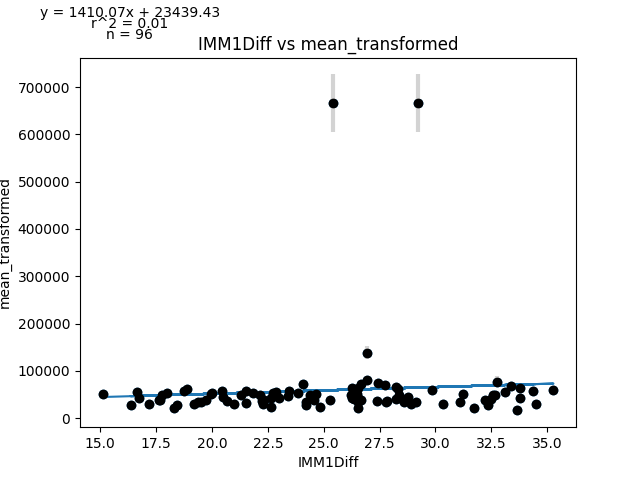 y = 1410.07x + 23439.43
r^2 = 0.01
n = 96
IMM1Diff vs mean_transformed
700000
600000
500000
400000
300000
200000
100000
0
mean_transformed
15.0 17.5 20.0 22.5 25.0 27.5 30.0 32.5 35.0
IMM1Diff